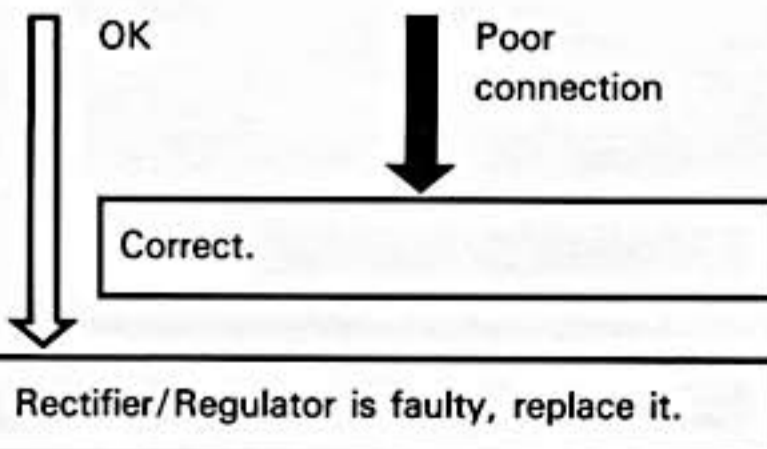 OK
Poor
connection
Correct.
Rectifier/Regulator is faulty, replace it.